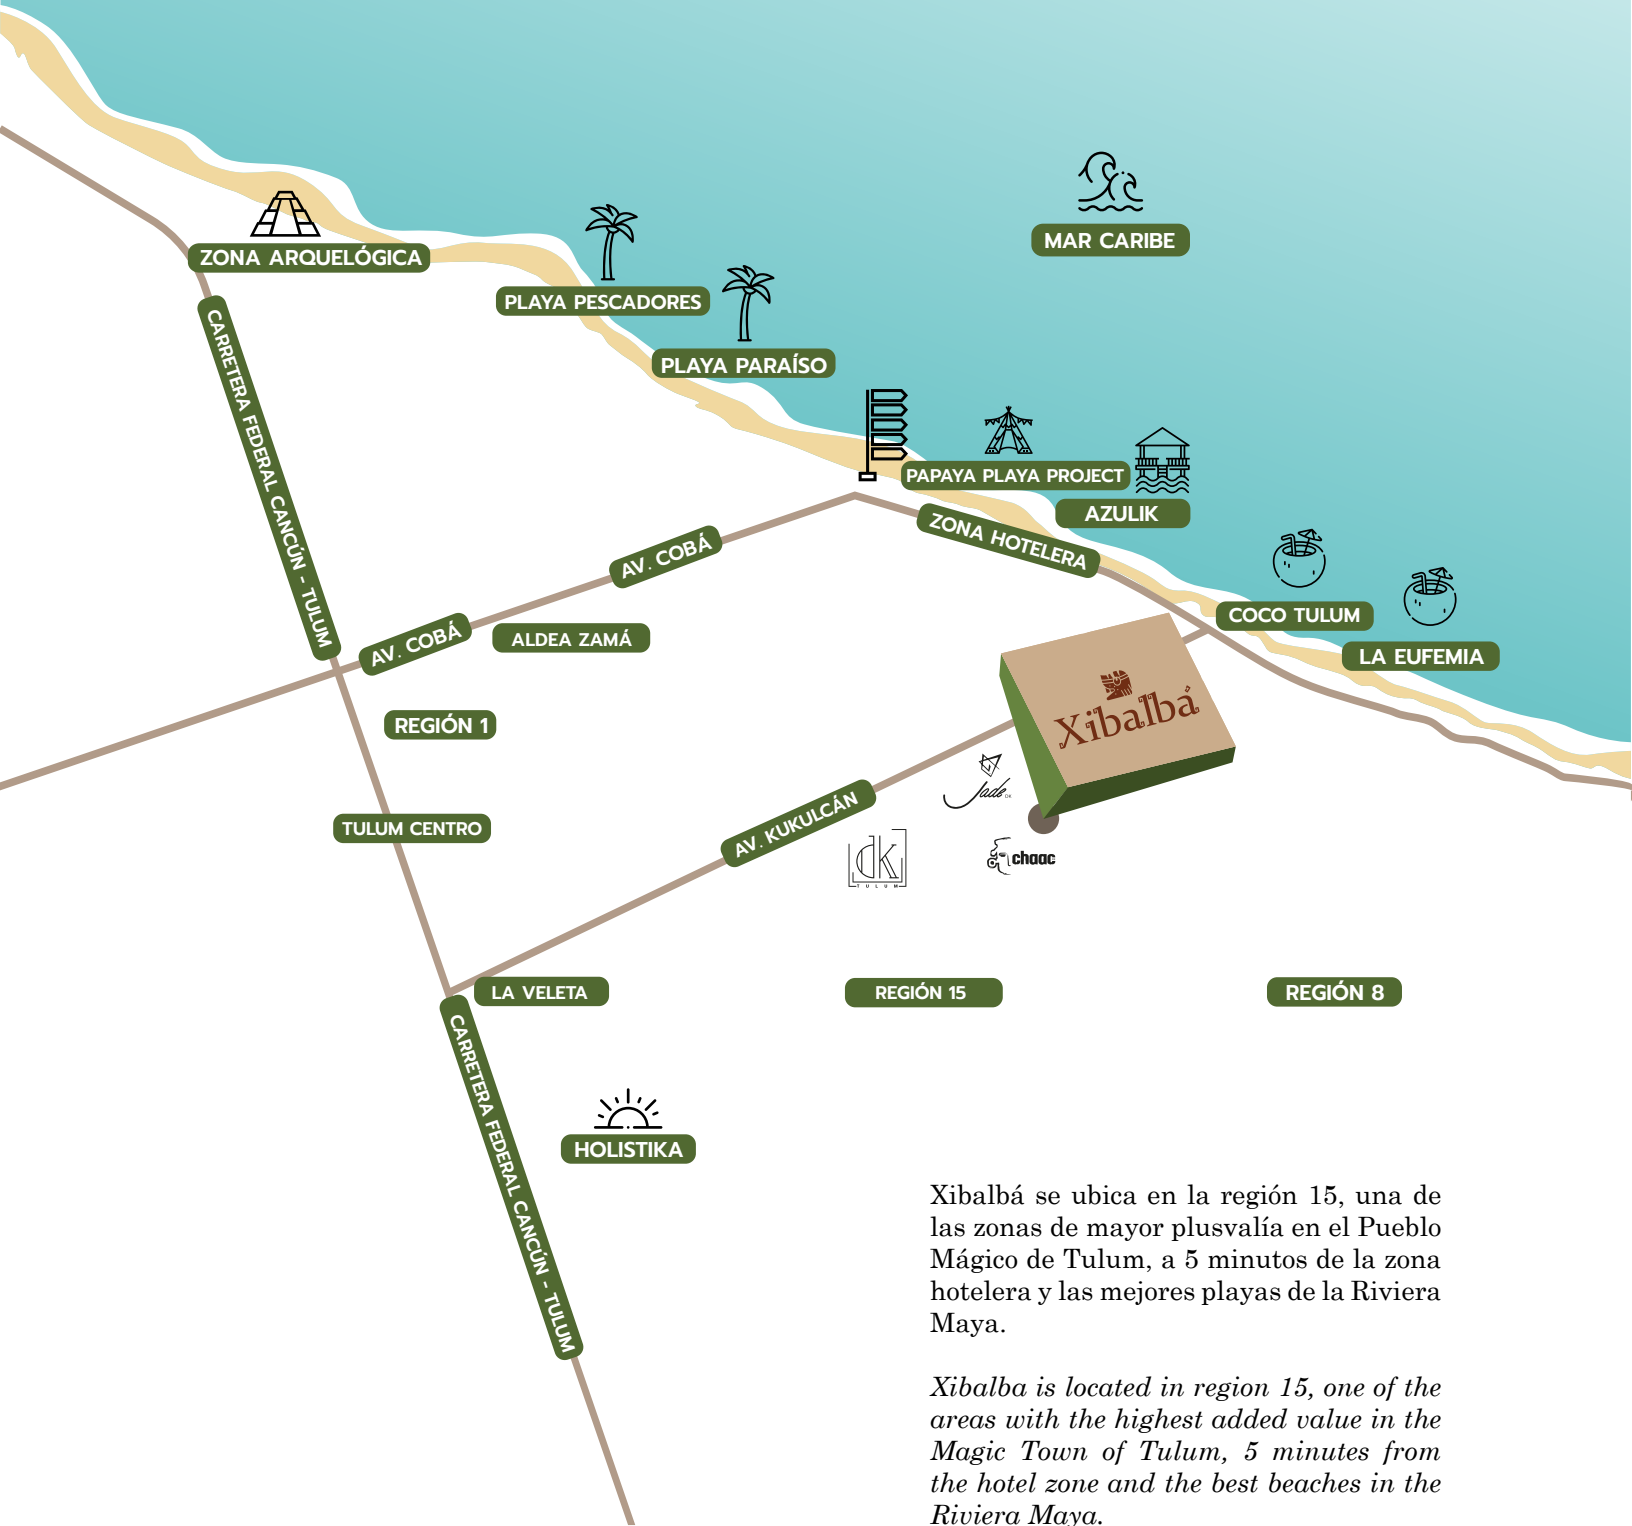 MAR CARIBE
ZONA ARQUELÓGICA
PLAYA PESCADORES
PLAYA PARAÍSO
CARRETERA FEDERAL CANCÚN - TULUM
PAPAYA PLAYA PROJECT
AZULIK
ZONA HOTELERA
AV. COBÁ
AV. COBÁ
ALDEA ZAMÁ
COCO TULUM
LA EUFEMIA
REGIÓN 1
Xibalbá
TULUM CENTRO
AV. KUKULCÁN
Jade
DK
dK
TULUM
chaac
LA VELETA
REGIÓN 15
REGIÓN 8
CARRETERA FEDERAL CANCÚN - TULUM
HOLISTIKA
Xibalbá se ubica en la región 15, una de
las zonas de mayor plusvalía en el Pueblo
Mágico de Tulum, a 5 minutos de la zona
hotelera y las mejores playas de la Riviera
Maya.
Xibalba is located in region 15, one of the
areas with the highest added value in the
Magic Town of Tulum, 5 minutes from
the hotel zone and the best beaches in the
Riviera Maya.